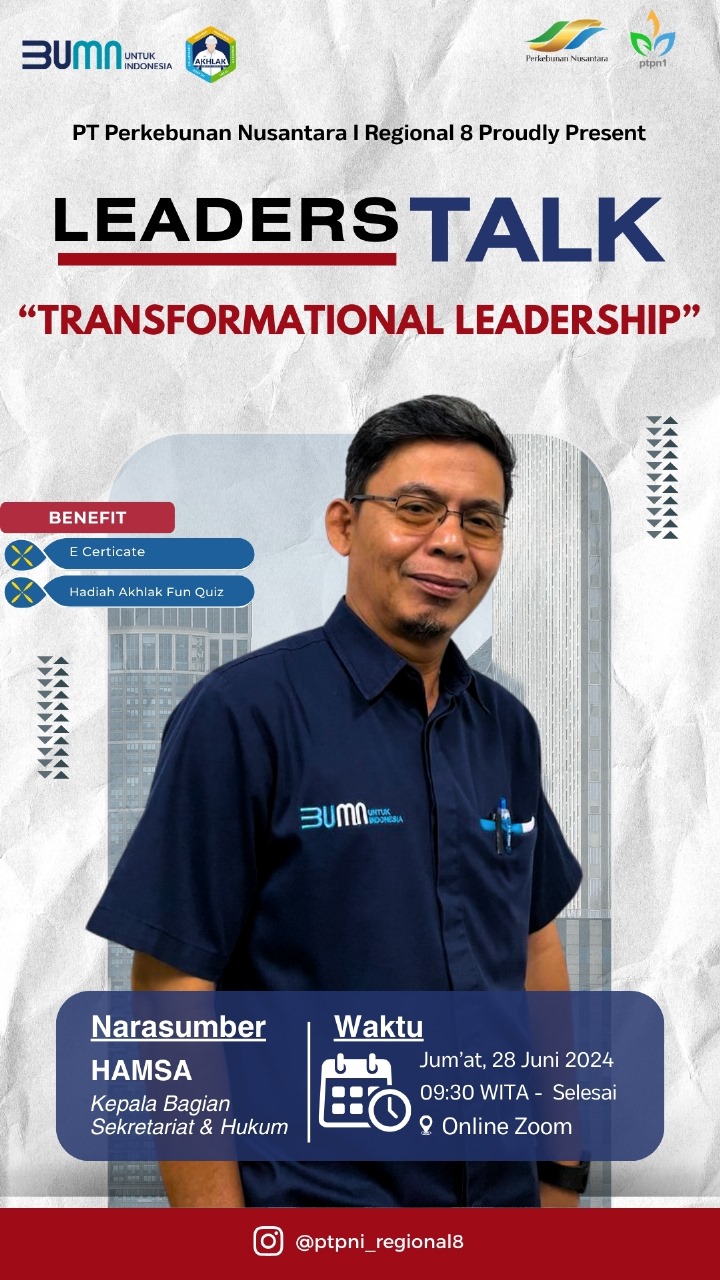 BUMN UNTUK INDONESIA
AKHLAK
Perkebunan Nusantara
ptpn1
PT Perkebunan Nusantara I Regional 8 Proudly Present
LEADERS TALK
“TRANSFORMATIONAL LEADERSHIP”
BENEFIT
E Certicate
Hadiah Akhlak Fun Quiz
BUMN UNTUK INDONESIA
Narasumber
HAMSA
Kepala Bagian
Sekretariat & Hukum
Waktu
Jum’at, 28 Juni 2024
09:30 WITA - Selesai
Online Zoom
@ptpni_regional8